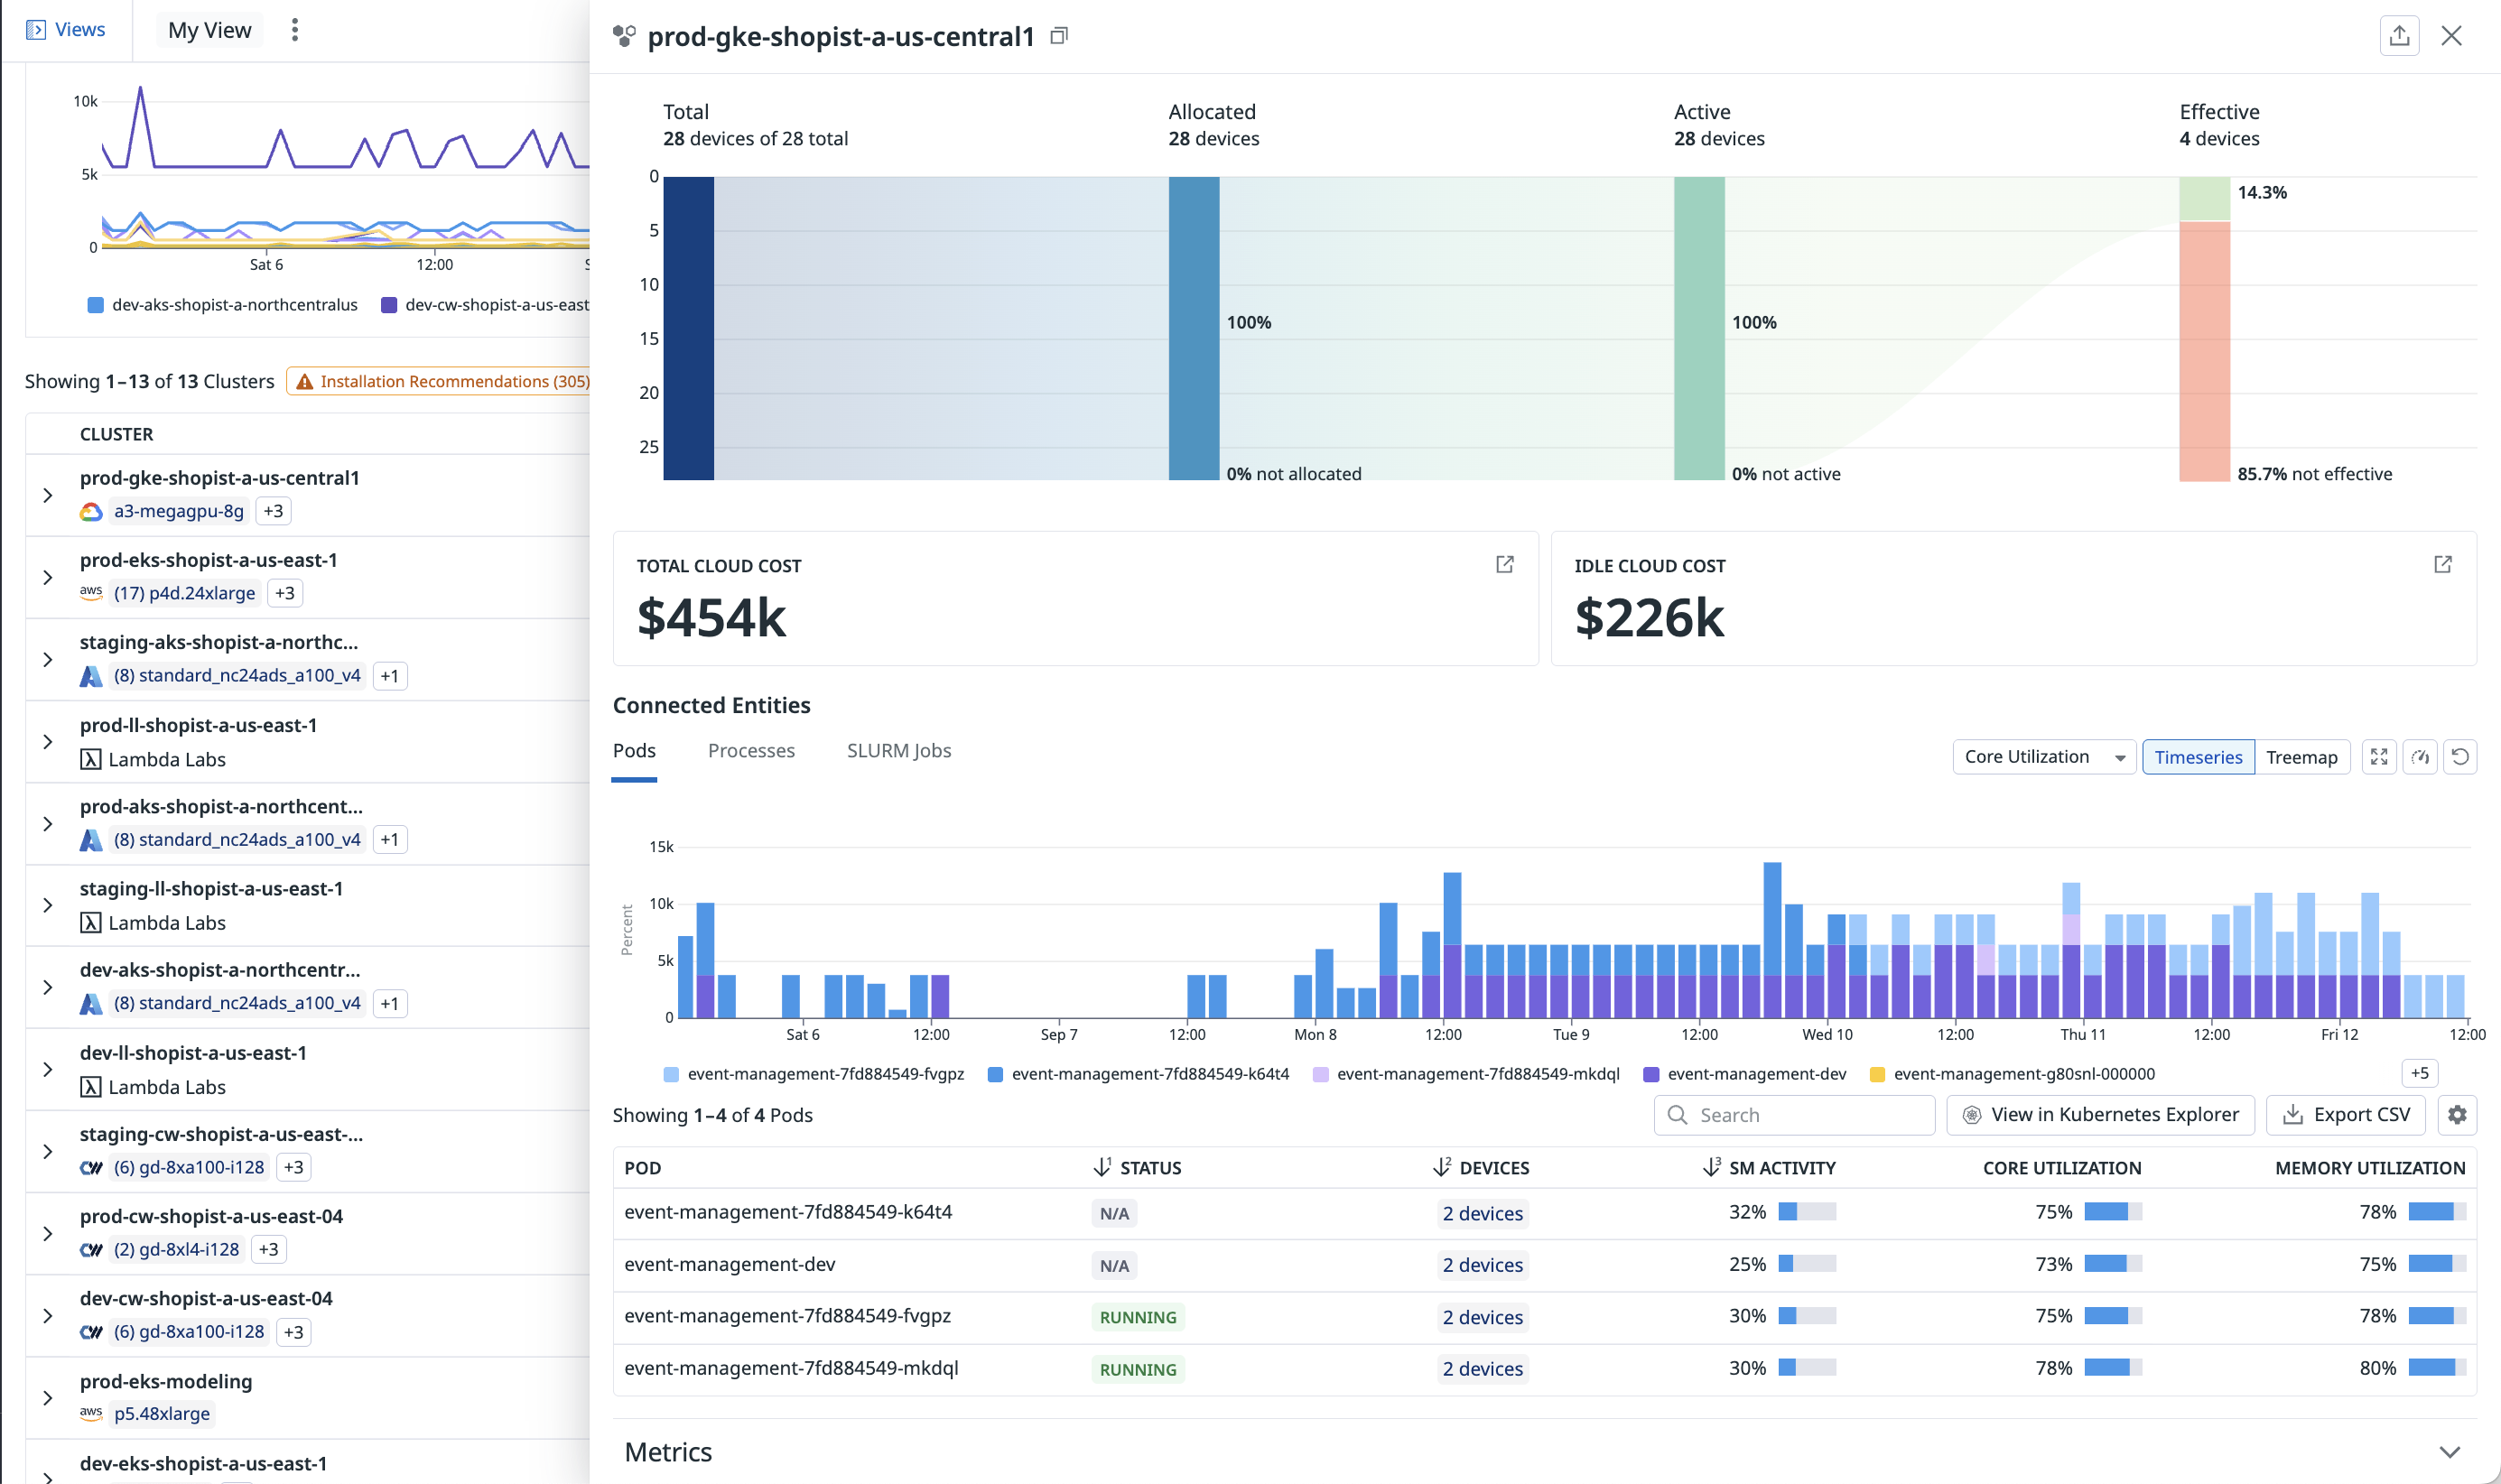 Views
My View
10k
5k
0
Sat 6
12:00
dev-aks-shopist-a-northcentralus
dev-cw-shopist-a-us-east
Showing 1–13 of 13 Clusters
Installation Recommendations (305)
CLUSTER
prod-gke-shopist-a-us-central1
a3-megagpu-8g
+3
prod-eks-shopist-a-us-east-1
aws
(17) p4d.24xlarge
+3
staging-aks-shopist-a-northc...
(8) standard_nc24ads_a100_v4
+1
prod-ll-shopist-a-us-east-1
Lambda Labs
prod-aks-shopist-a-northcent...
(8) standard_nc24ads_a100_v4
+1
staging-ll-shopist-a-us-east-1
Lambda Labs
dev-aks-shopist-a-northcentr...
(8) standard_nc24ads_a100_v4
+1
dev-ll-shopist-a-us-east-1
Lambda Labs
staging-cw-shopist-a-us-east-...
(6) gd-8xa100-i128
+3
prod-cw-shopist-a-us-east-04
(2) gd-8xl4-i128
+3
dev-cw-shopist-a-us-east-04
(6) gd-8xa100-i128
+3
prod-eks-modeling
aws
p5.48xlarge
dev-eks-shopist-a-us-east-1
prod-gke-shopist-a-us-central1
Total
28 devices of 28 total
Allocated
28 devices
Active
28 devices
Effective
4 devices
0
5
10
15
20
25
100%
0% not allocated
100%
0% not active
14.3%
85.7% not effective
TOTAL CLOUD COST
$454k
IDLE CLOUD COST
$226k
Connected Entities
Pods
Processes
SLURM Jobs
Core Utilization
Timeseries
Treemap
Percent
15k
10k
5k
0
Sat 6
12:00
Sep 7
12:00
Mon 8
12:00
Tue 9
12:00
Wed 10
12:00
Thu 11
12:00
Fri 12
12:00
event-management-7fd884549-fvgpz
event-management-7fd884549-k64t4
event-management-7fd884549-mkdql
event-management-dev
event-management-g80snl-000000
+5
Showing 1–4 of 4 Pods
Search
View in Kubernetes Explorer
Export CSV
POD
1 STATUS
2 DEVICES
3 SM ACTIVITY
CORE UTILIZATION
MEMORY UTILIZATION
event-management-7fd884549-k64t4
N/A
2 devices
32%
75%
78%
event-management-dev
N/A
2 devices
25%
73%
75%
event-management-7fd884549-fvgpz
RUNNING
2 devices
30%
75%
78%
event-management-7fd884549-mkdql
RUNNING
2 devices
30%
78%
80%
Metrics